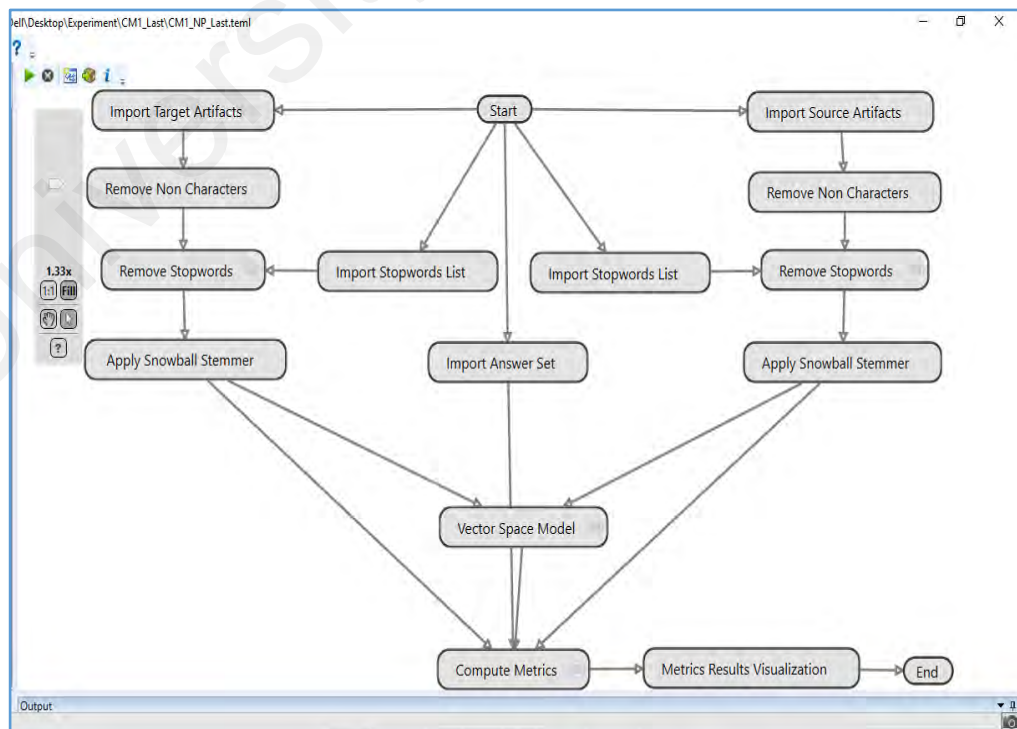 ell\Desktop\Experiment\CM1_Last\CM1_NP_Last.teml
?
i
Import Target Artifacts
Start
Import Source Artifacts
Remove Non Characters
Remove Non Characters
1.33x
Remove Stopwords
Import Stopwords List
Import Stopwords List
Remove Stopwords
1:1 Fill
?
Apply Snowball Stemmer
Import Answer Set
Apply Snowball Stemmer
Vector Space Model
Compute Metrics
Metrics Results Visualization
End
Output